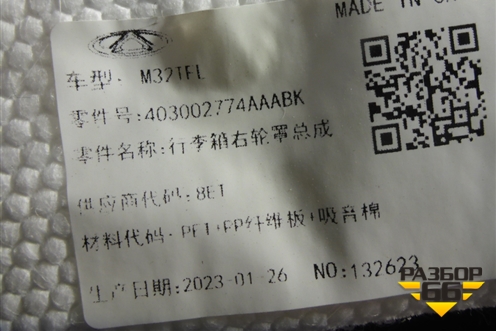 MADE IN
车型: M32TFL
零件号:403002774AAABK
零件名称:行李箱右轮罩总成
供应商代码:8ET
材料代码:PET+PP纤维板+吸音棉
生产日期:2023-01-26 NO:132623
РАЗБОР
66